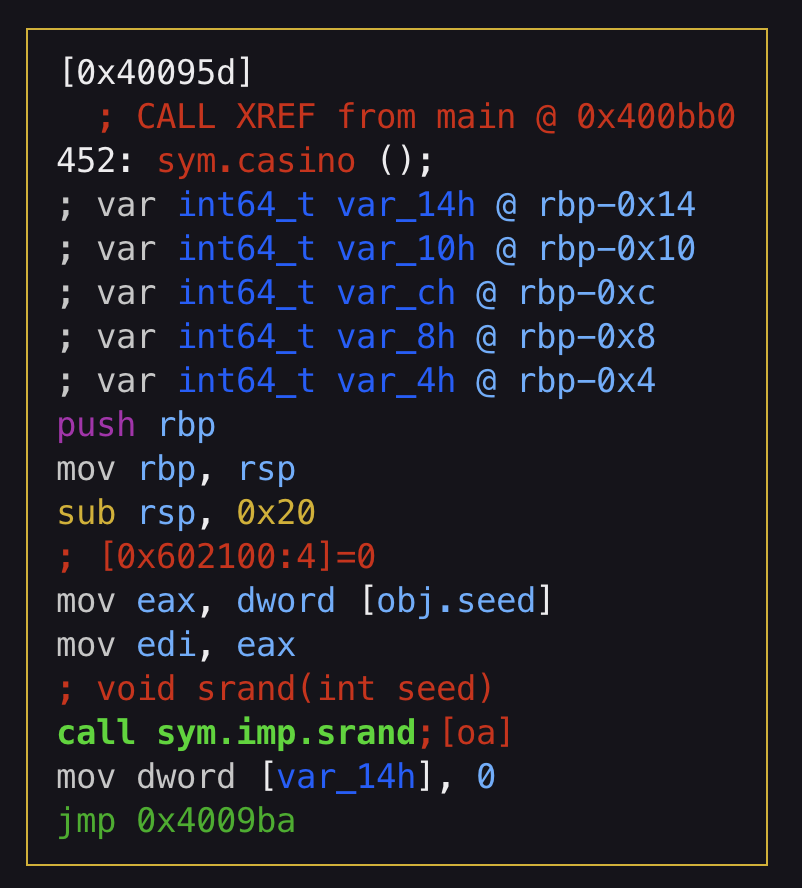 [0x40095d]
; CALL XREF from main @ 0x400bb0
452: sym.casino ();
; var int64_t var_14h @ rbp-0x14
; var int64_t var_10h @ rbp-0x10
; var int64_t var_ch @ rbp-0xc
; var int64_t var_8h @ rbp-0x8
; var int64_t var_4h @ rbp-0x4
push rbp
mov rbp, rsp
sub rsp, 0x20
; [0x602100:4]=0
mov eax, dword [obj.seed]
mov edi, eax
; void srand(int seed)
call sym.imp.srand;[oa]
mov dword [var_14h], 0
jmp 0x4009ba